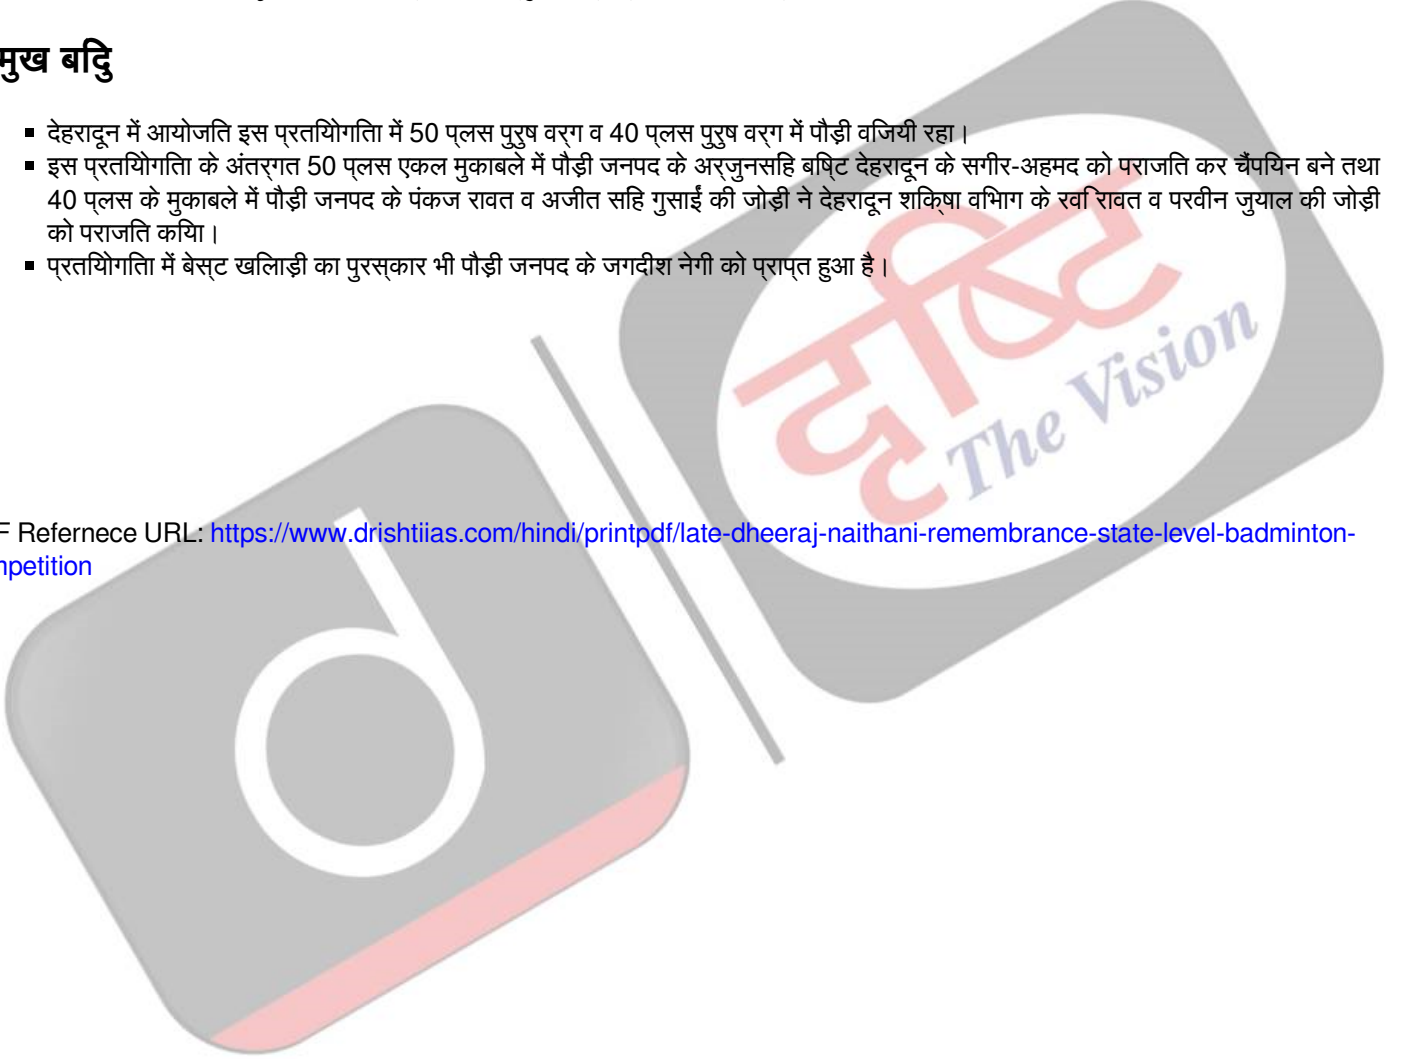 मुख बिंदु
देहरादून में आयोजित इस प्रतियोगिता में 50 प्लस पुरुष वर्ग व 40 प्लस पुरुष वर्ग में पौड़ी विजयी रहा।
इस प्रतियोगिता के अंतर्गत 50 प्लस एकल मुकाबले में पौड़ी जनपद के अर्जुनसिंह बिष्ट देहरादून के सगीर-अहमद को पराजित कर चैंपियन बने तथा
40 प्लस के मुकाबले में पौड़ी जनपद के पंकज रावत व अजीत सिंह गुसाईं की जोड़ी ने देहरादून शिक्षा विभाग के रवि रावत व परवीन जुयाल की जोड़ी
को पराजित किया।
प्रतियोगिता में बेस्ट खिलाड़ी का पुरस्कार भी पौड़ी जनपद के जगदीश नेगी को प्राप्त हुआ है।
दृष्टि
The Vision
F Refernece URL: https://www.drishtiias.com/hindi/printpdf/late-dheeraj-naithani-remembrance-state-level-badminton-
mpetition
d